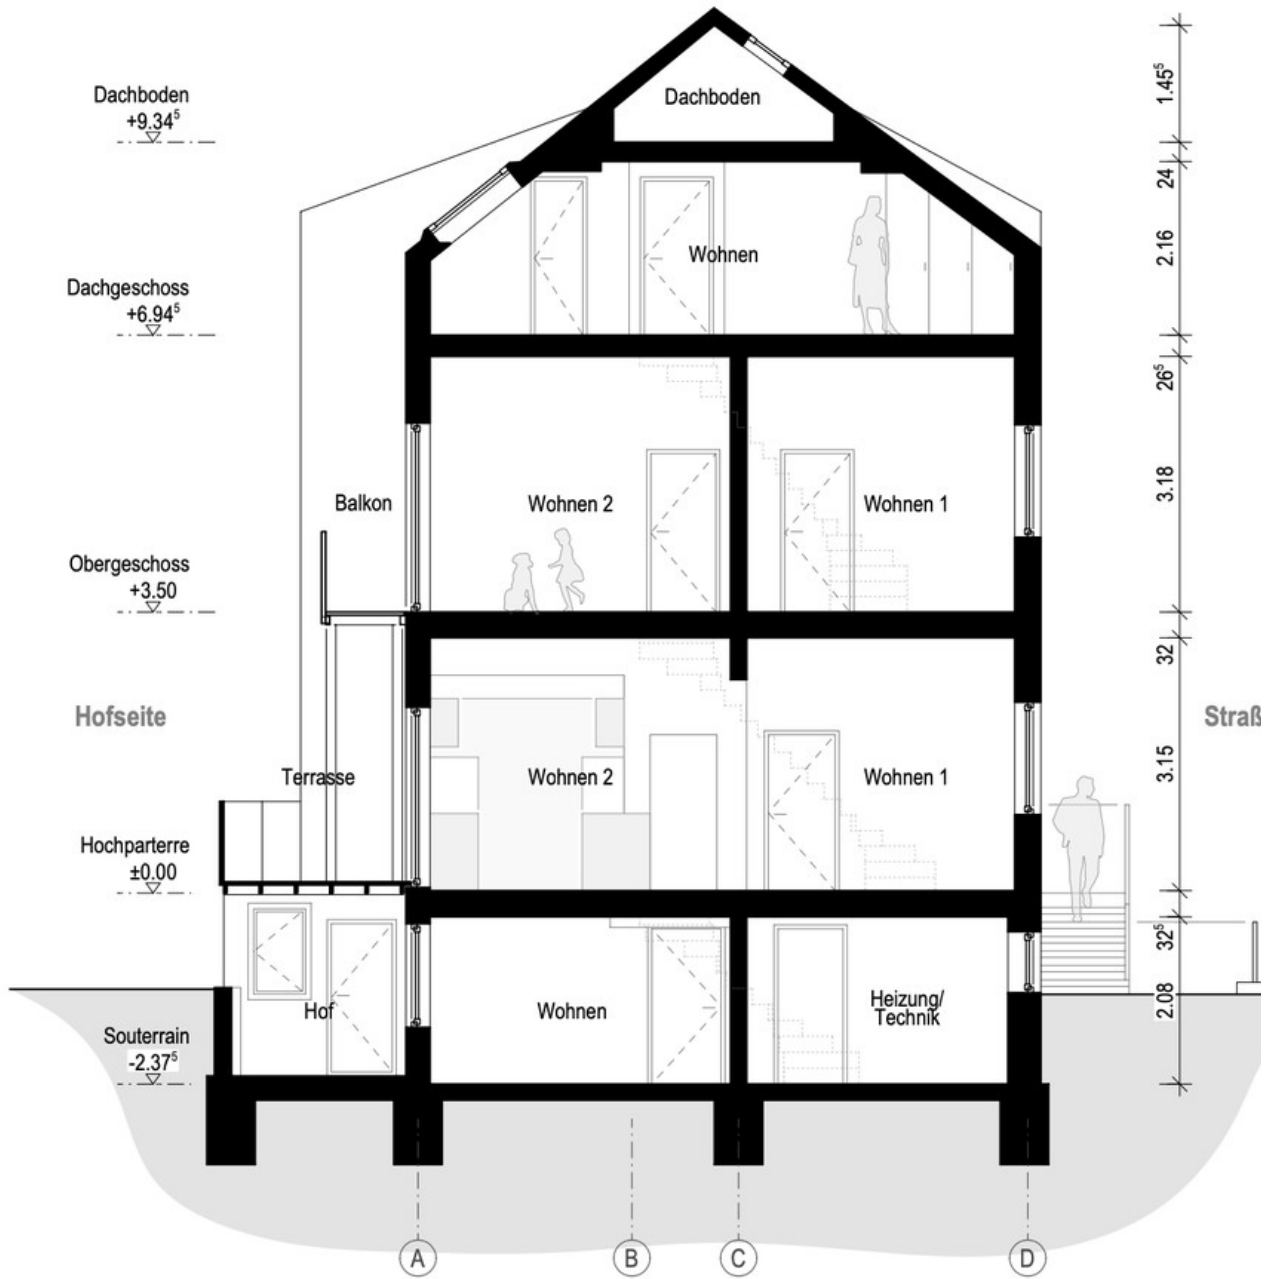 Dachboden
+9.34⁵
Dachboden
1.45⁵
24
Wohnen
2.16
Dachgeschoss
+6.94⁵
26⁵
Balkon
Wohnen 2
Wohnen 1
3.18
Obergeschoss
+3.50
32
Hofseite
Straß
Terrasse
Wohnen 2
Wohnen 1
3.15
Hochparterre
±0.00
32⁵
Hof
Wohnen
Heizung/
Technik
2.08
Souterrain
-2.37⁵
A
B
C
D